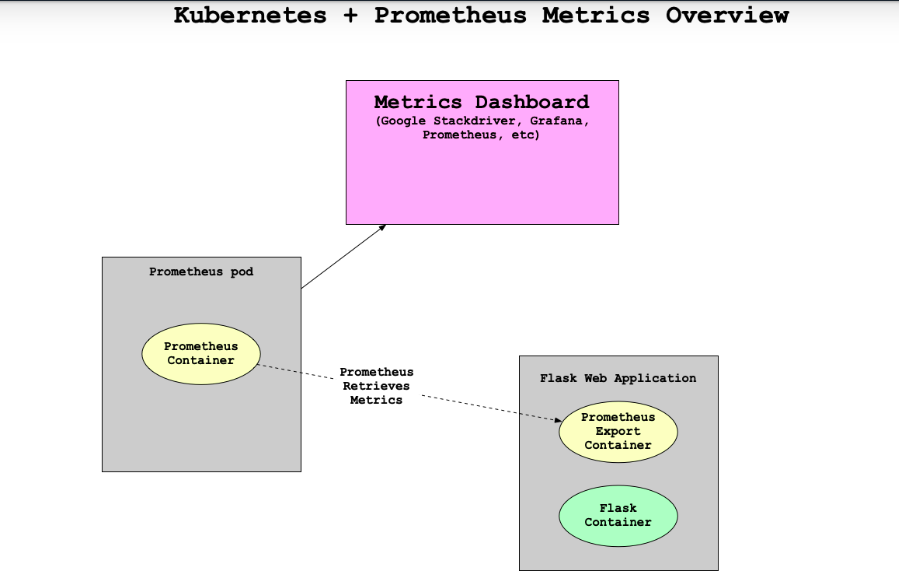 Kubernetes + Prometheus Metrics Overview
Metrics Dashboard
(Google Stackdriver, Grafana,
Prometheus, etc)
Prometheus pod
Prometheus
Container
Prometheus
Retrieves
Metrics
Flask Web Application
Prometheus
Export
Container
Flask
Container